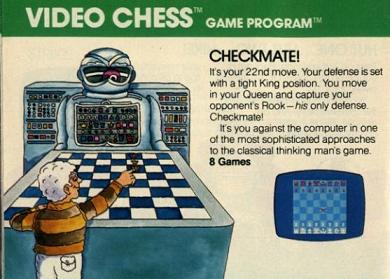 VIDEO CHESS™ GAME PROGRAM™
CHECKMATE!
It's your 22nd move. Your defense is set
with a tight King position. You move
in your Queen and capture your
opponent's Rook—his only defense.
Checkmate!
It's you against the computer in one
of the most sophisticated approaches
to the classical thinking man's game.
8 Games